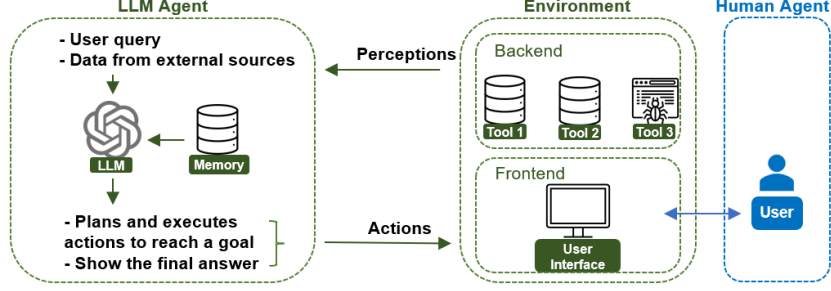 LLM Agent
- User query
- Data from external sources
LLM
Memory
- Plans and executes
actions to reach a goal
- Show the final answer
Perceptions
Actions
Environment
Backend
Tool 1
Tool 2
Tool 3
Frontend
User
Interface
Human Agent
User